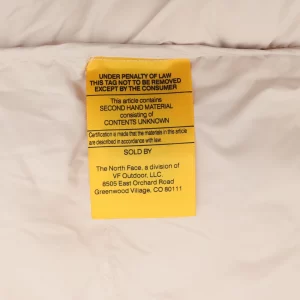 UNDER PENALTY OF LAW
THIS TAG NOT TO BE REMOVED
EXCEPT BY THE CONSUMER
This article contains
SECOND HAND MATERIAL
consisting of
CONTENTS UNKNOWN
Certification is made that the materials in this article
are described in accordance with law.
SOLD BY
The North Face, a division of
VF Outdoor, LLC.
8505 East Orchard Road
Greenwood Village, CO 80111